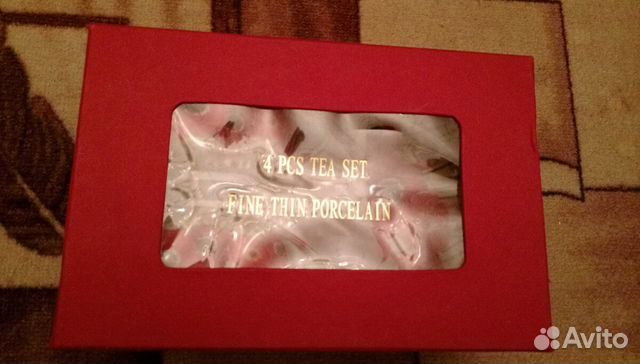 4 PCS TEA SET
FINE THIN PORCELAIN
Avito